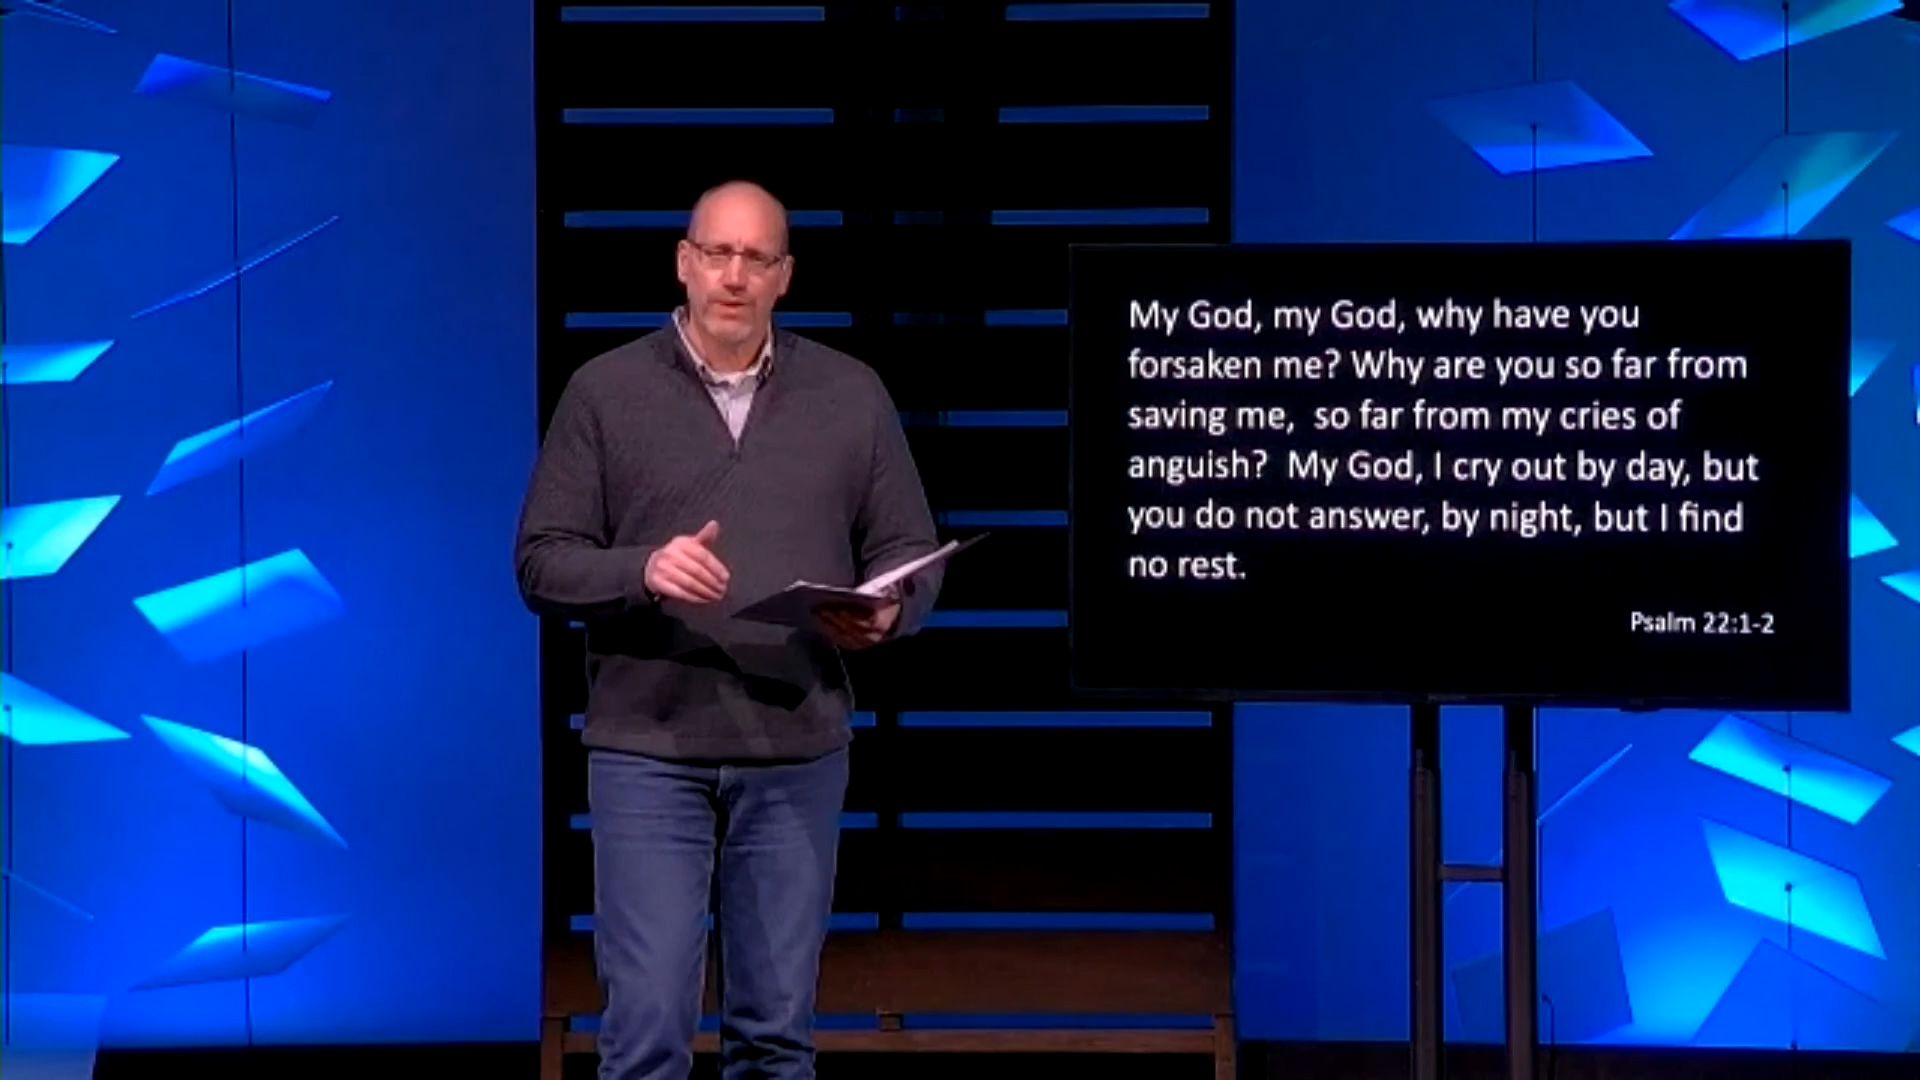 My God, my God, why have you
forsaken me? Why are you so far from
saving me,  so far from my cries of
anguish?  My God, I cry out by day, but
you do not answer, by night, but I find
no rest.
Psalm 22:1-2